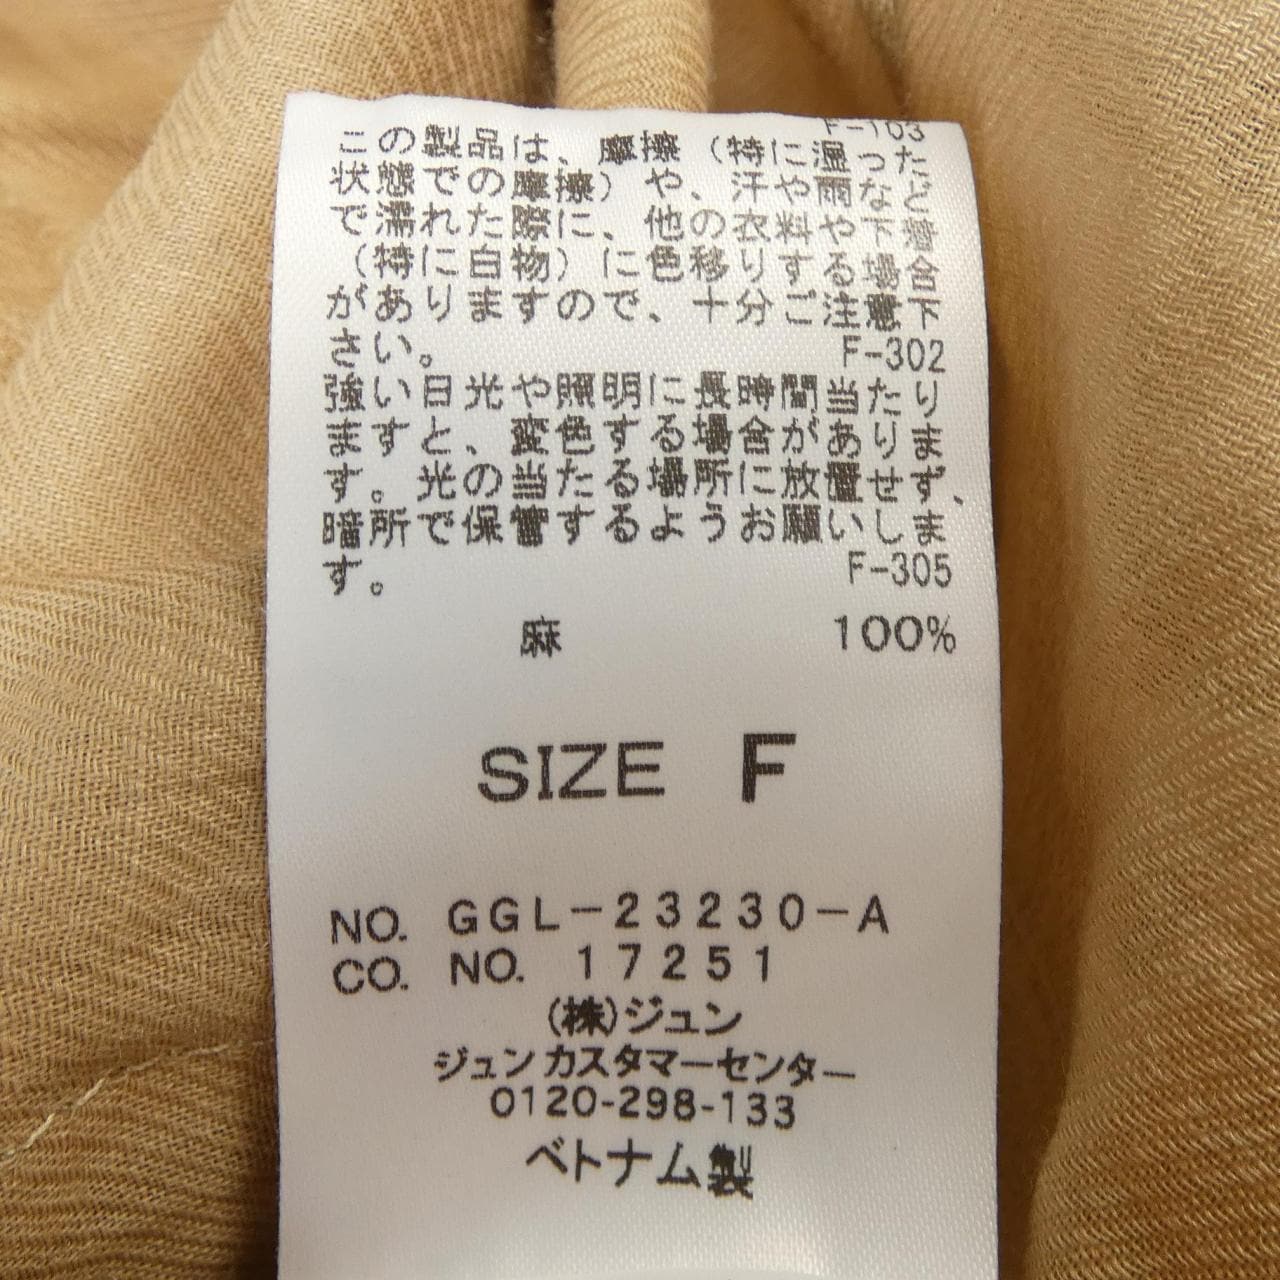 F-103
この製品は、摩擦（特に湿った
状態での摩擦）や、汗や雨など
で濡れた際に、他の衣料や下着
（特に白物）に色移りする場合
がありますので、十分ご注意下
さい。
F-302
強い日光や照明に長時間当たり
ますと、変色する場合がありま
す。光の当たる場所に放置せず、
暗所で保管するようお願いしま
す。
F-305
麻 100%
SIZE F
NO. GGL-23230-A
CO. NO. 17251
(株)ジュン
ジュンカスタマーセンター
0120-298-133
ベトナム製